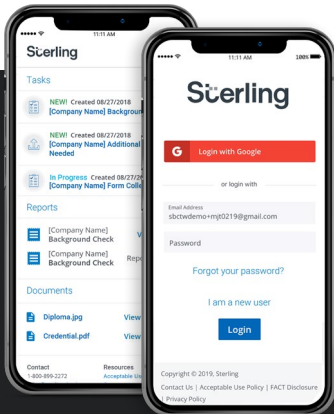 11:11 AM
Sterling
Tasks
NEW! Created 08/27/2018
[Company Name] Backgroun
NEW! Created 08/27/2018
[Company Name] Additional
Needed
In Progress Created 08/27/20
[Company Name] Form Colle
Reports
[Company Name]
Background Check
[Company Name]
Background Check
Repo
Documents
Diploma.jpg
View
Credential.pdf
View
Contact
Resources
1-800-899-2272
Acceptable Us
11:11 AM
100%
Sterling
G Login with Google
or login with
Email Address
sbctwdemo+mjt0219@gmail.com
Password
Forgot your password?
I am a new user
Login
Copyright © 2019, Sterling
Contact Us | Acceptable Use Policy | FACT Disclosure
| Privacy Policy